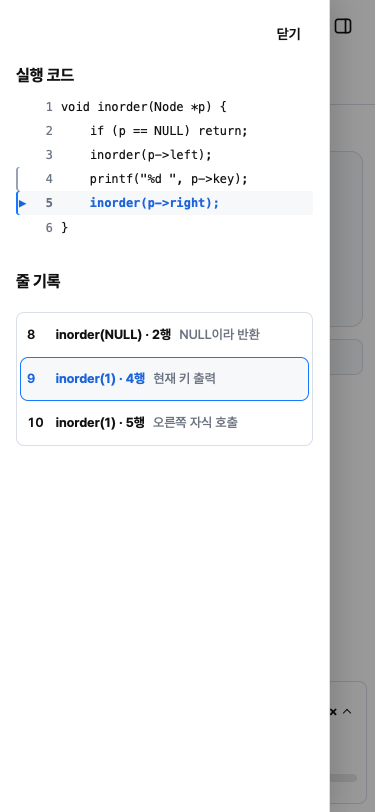 닫기
실행 코드
1 void inorder(Node *p) {
2 if (p == NULL) return;
3 inorder(p->left);
4 printf("%d ", p->key);
▶ 5 inorder(p->right);
6 }
줄 기록
8 inorder(NULL) · 2행 NULL이라 반환
9 inorder(1) · 4행 현재 키 출력
10 inorder(1) · 5행 오른쪽 자식 호출